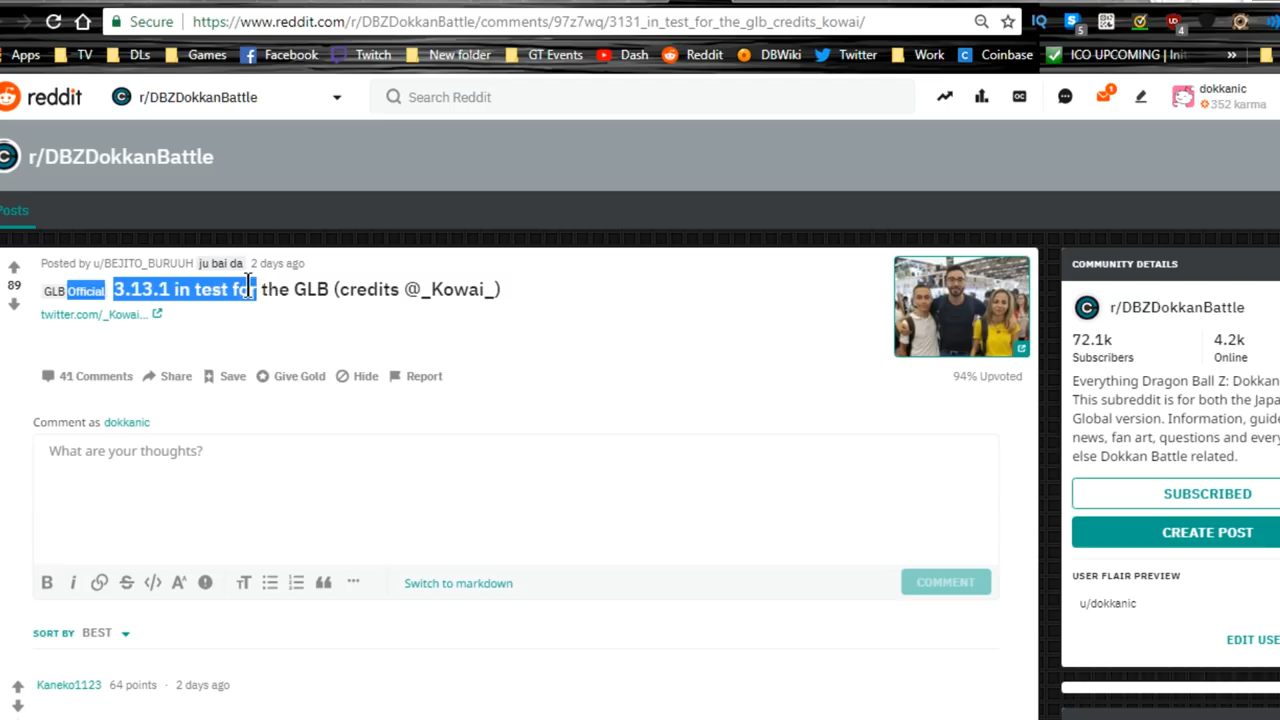 Secure https://www.reddit.com/r/DBZDokkanBattle/comments/97z7wq/3131_in_test_for_the_glb_credits_kowai/ IQ 5 4
Apps TV DLs Games Facebook Twitch New folder GT Events Dash Reddit DBWiki Twitter Work Coinbase ICO UPCOMING | »
reddit r/DBZDokkanBattle Search Reddit OC 1 dokkanic
352 karma
r/DBZDokkanBattle
Posts
Posted by u/BEJITO_BURUUH ju bai da 2 days ago
89 GLB Official 3.13.1 in test for the GLB (credits @_Kowai_)
twitter.com/_Kowai...
41 Comments Share Save Give Gold Hide Report 94% Upvoted
Comment as dokkanic
What are your thoughts?
B i S </> A tT ... Switch to markdown COMMENT
SORT BY BEST
Kaneko1123 64 points · 2 days ago
COMMUNITY DETAILS
r/DBZDokkanBattle
72.1k 4.2k
Subscribers Online
Everything Dragon Ball Z: Dokkan
This subreddit is for both the Japa
Global version. Information, guide
news, fan art, questions and every
else Dokkan Battle related.
SUBSCRIBED
CREATE POST
USER FLAIR PREVIEW
u/dokkanic
EDIT USE